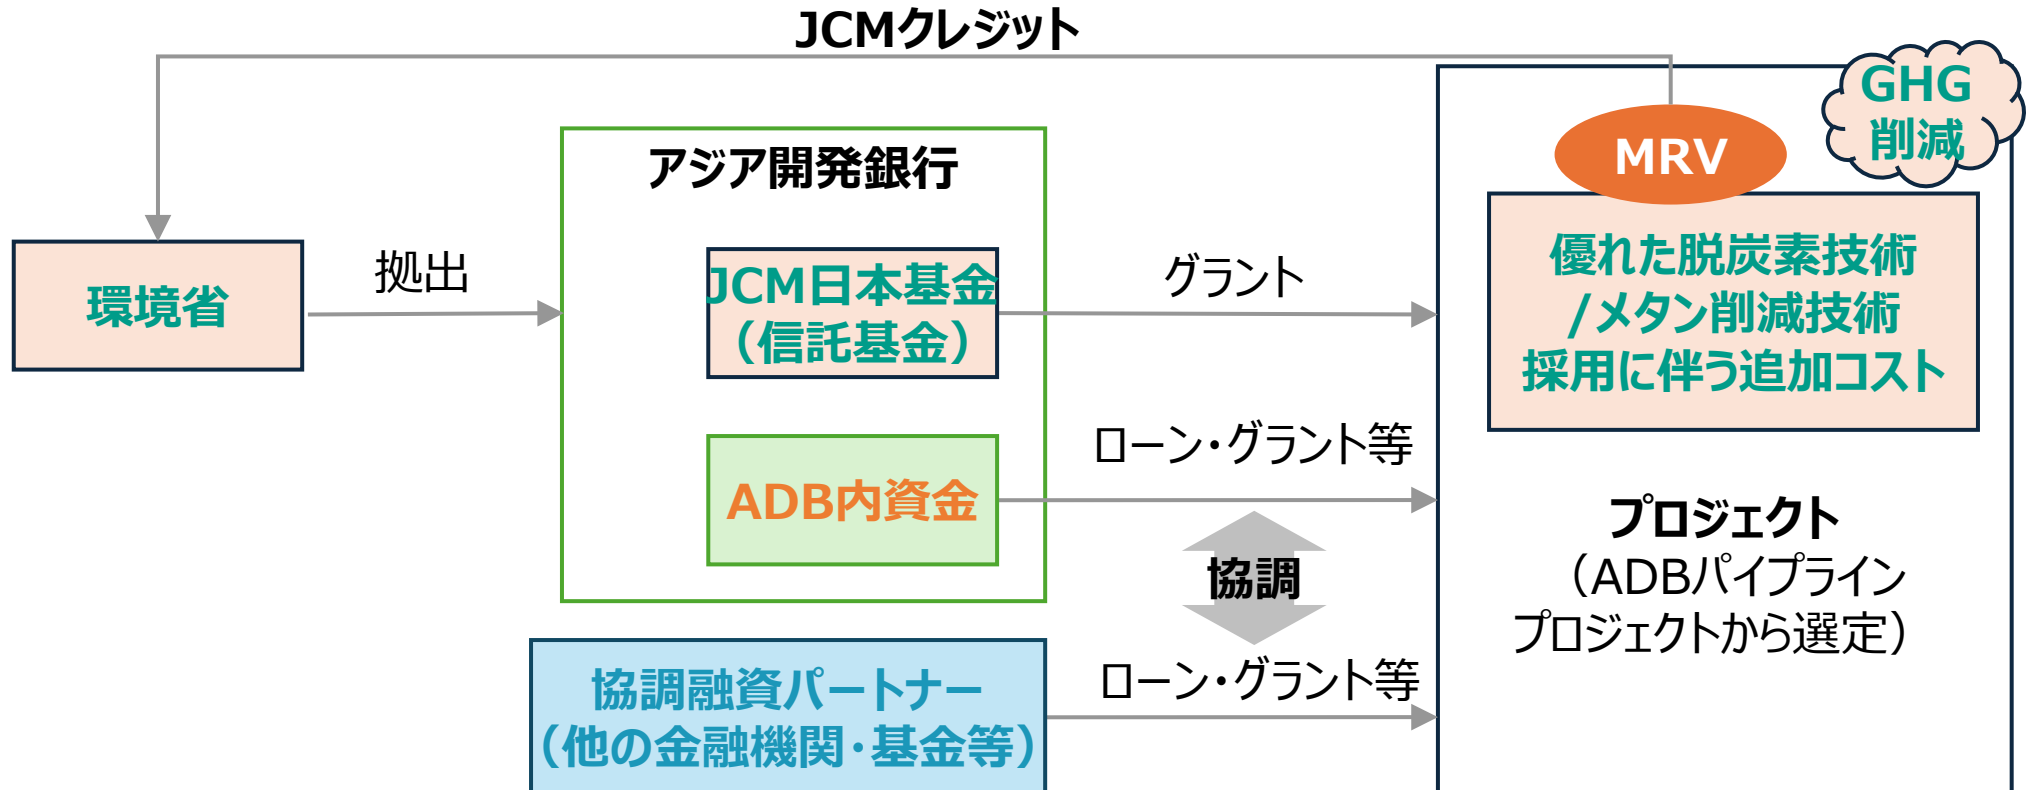 JCMクレジット
GHG
削減
MRV
アジア開発銀行
環境省
拠出
JCM日本基金
（信託基金）
グラント
優れた脱炭素技術
/メタン削減技術
採用に伴う追加コスト
ADB内資金
ローン・グラント等
協調
プロジェクト
（ADBパイプライン
プロジェクトから選定）
協調融資パートナー
（他の金融機関・基金等）
ローン・グラント等